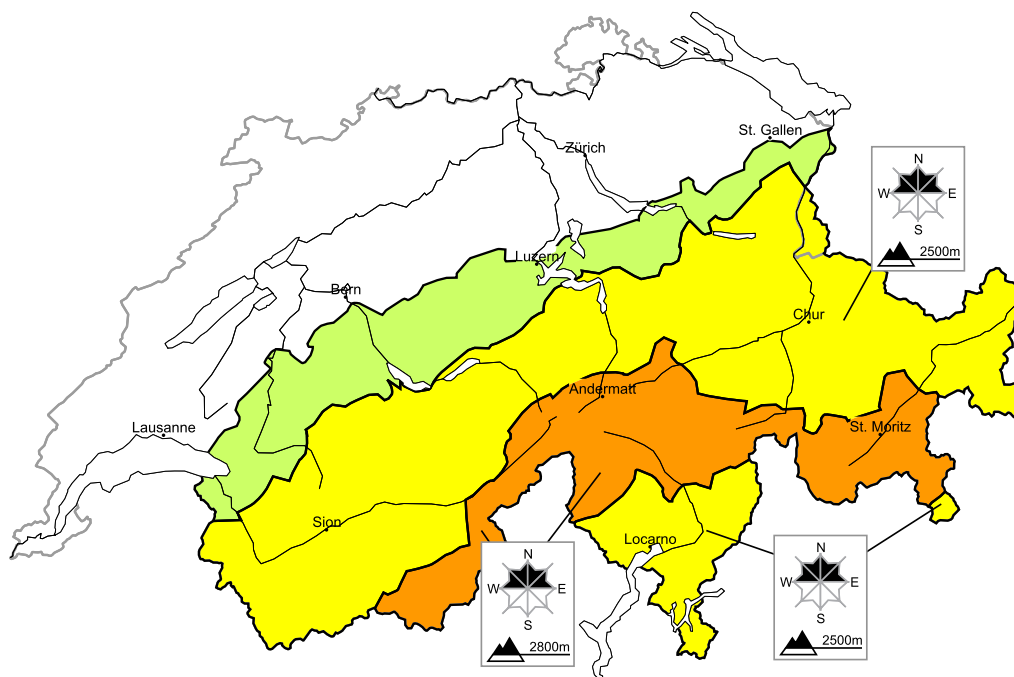 St. Gallen
Zürich
N
W E
S
2500m
Luzern
Bern
Chur
Andermatt
Lausanne
St. Moritz
Sion
Locarno
N
W E
S
2800m
N
W E
S
2500m